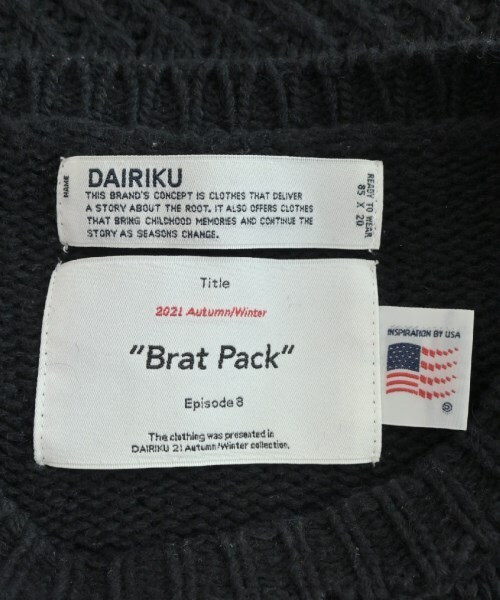 NAME
DAIRIKU
THIS BRAND'S CONCEPT IS CLOTHES THAT DELIVER
A STORY ABOUT THE ROOT. IT ALSO OFFERS CLOTHES
THAT BRING CHILDHOOD MEMORIES AND CONTINUE THE
STORY AS SEASONS CHANGE.
READY TO WEAR
85 X 20
Title
2021 Autumn/Winter
"Brat Pack"
Episode 8
The clothing was presented in
DAIRIKU 21 Autumn/Winter collection.
INSPIRATION BY USA
©